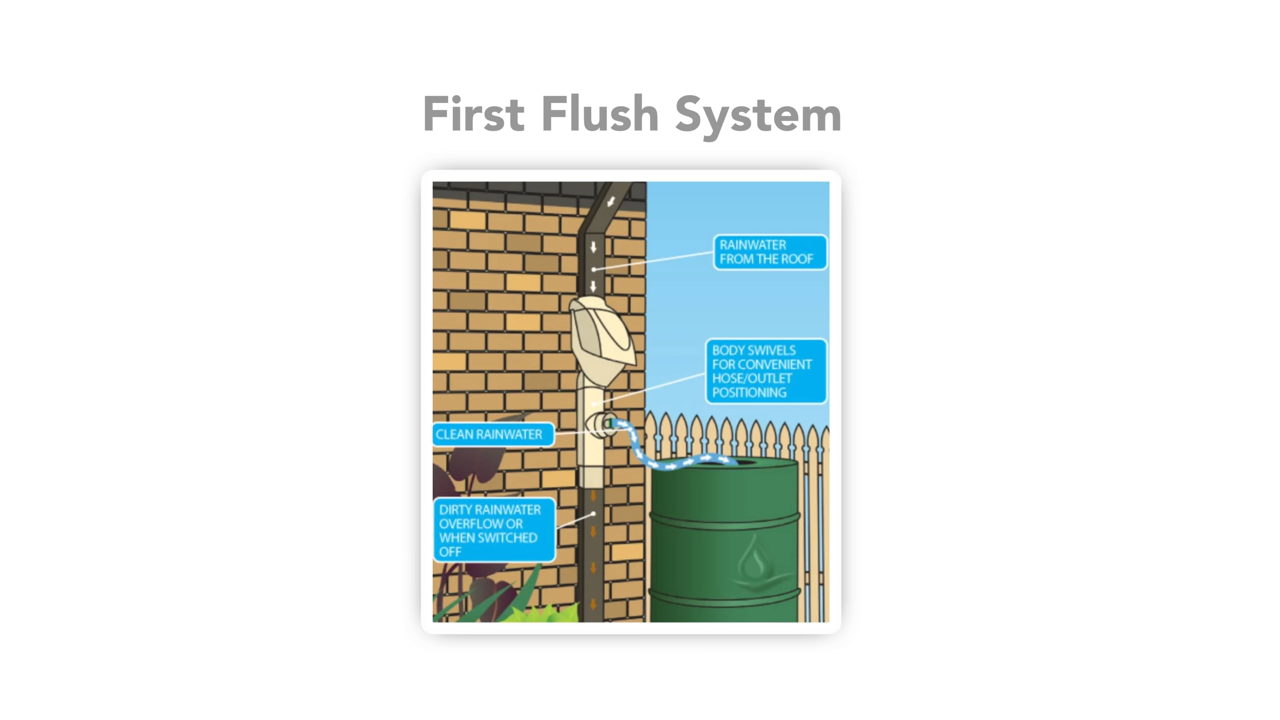 First Flush System
RAINWATER
FROM THE ROOF
BODY SWIVELS
FOR CONVENIENT
HOSE/OUTLET
POSITIONING
CLEAN RAINWATER
DIRTY RAINWATER
OVERFLOW OR
WHEN SWITCHED
OFF